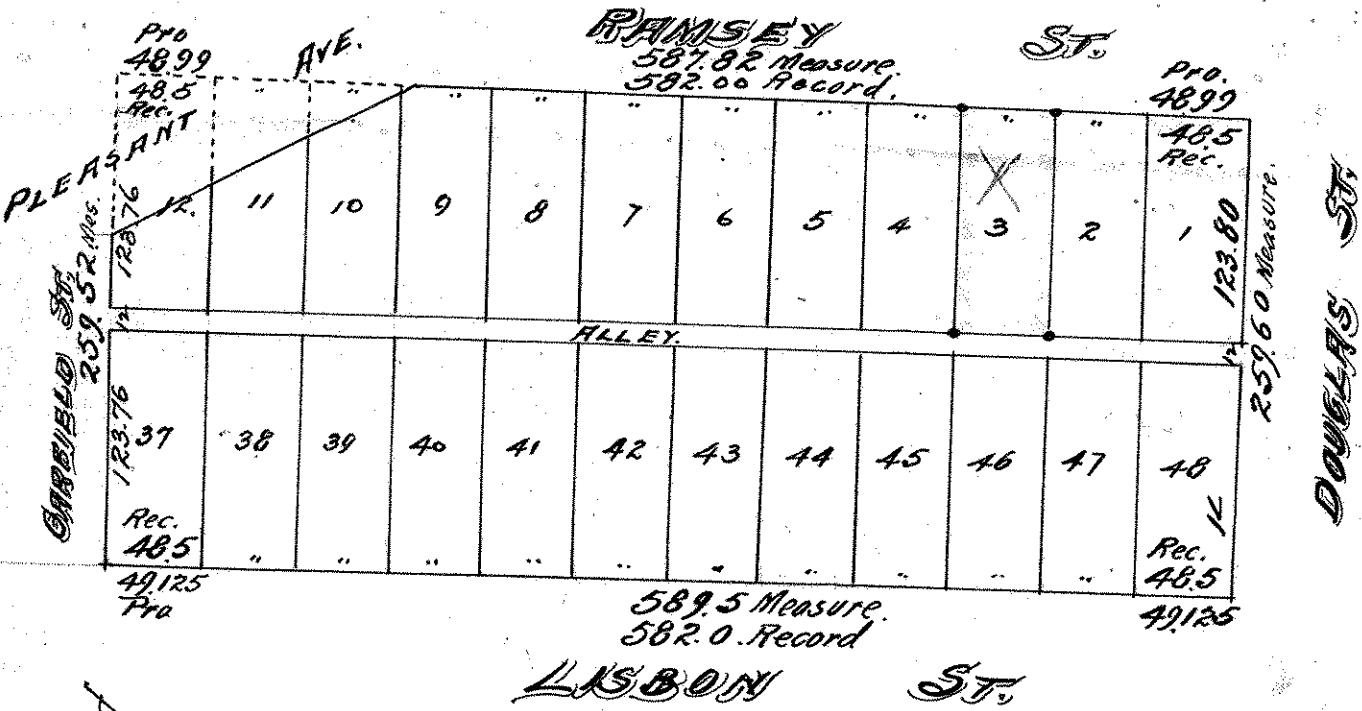 RAMSEY ST.
587.82 Measure.
582.00 Record.
Pro
48.99
48.5
Rec.
" " " " " " " " " "
Pro.
48.99
48.5
Rec.
PLEASANT AVE.
12. 11 10 9 8 7 6 5 4 3 2 1
X
123.76
123.80
GARFIELD ST.
259.52 Mes.
259.60 Measure.
DOUGLAS ST.
12
ALLEY.
12
123.76
37 38 39 40 41 42 43 44 45 46 47 48
Rec.
48.5
" " " " " " " " " "
Rec.
48.5
49.125
Pro
589.5 Measure.
582.0 Record
49.125
LISBON ST.